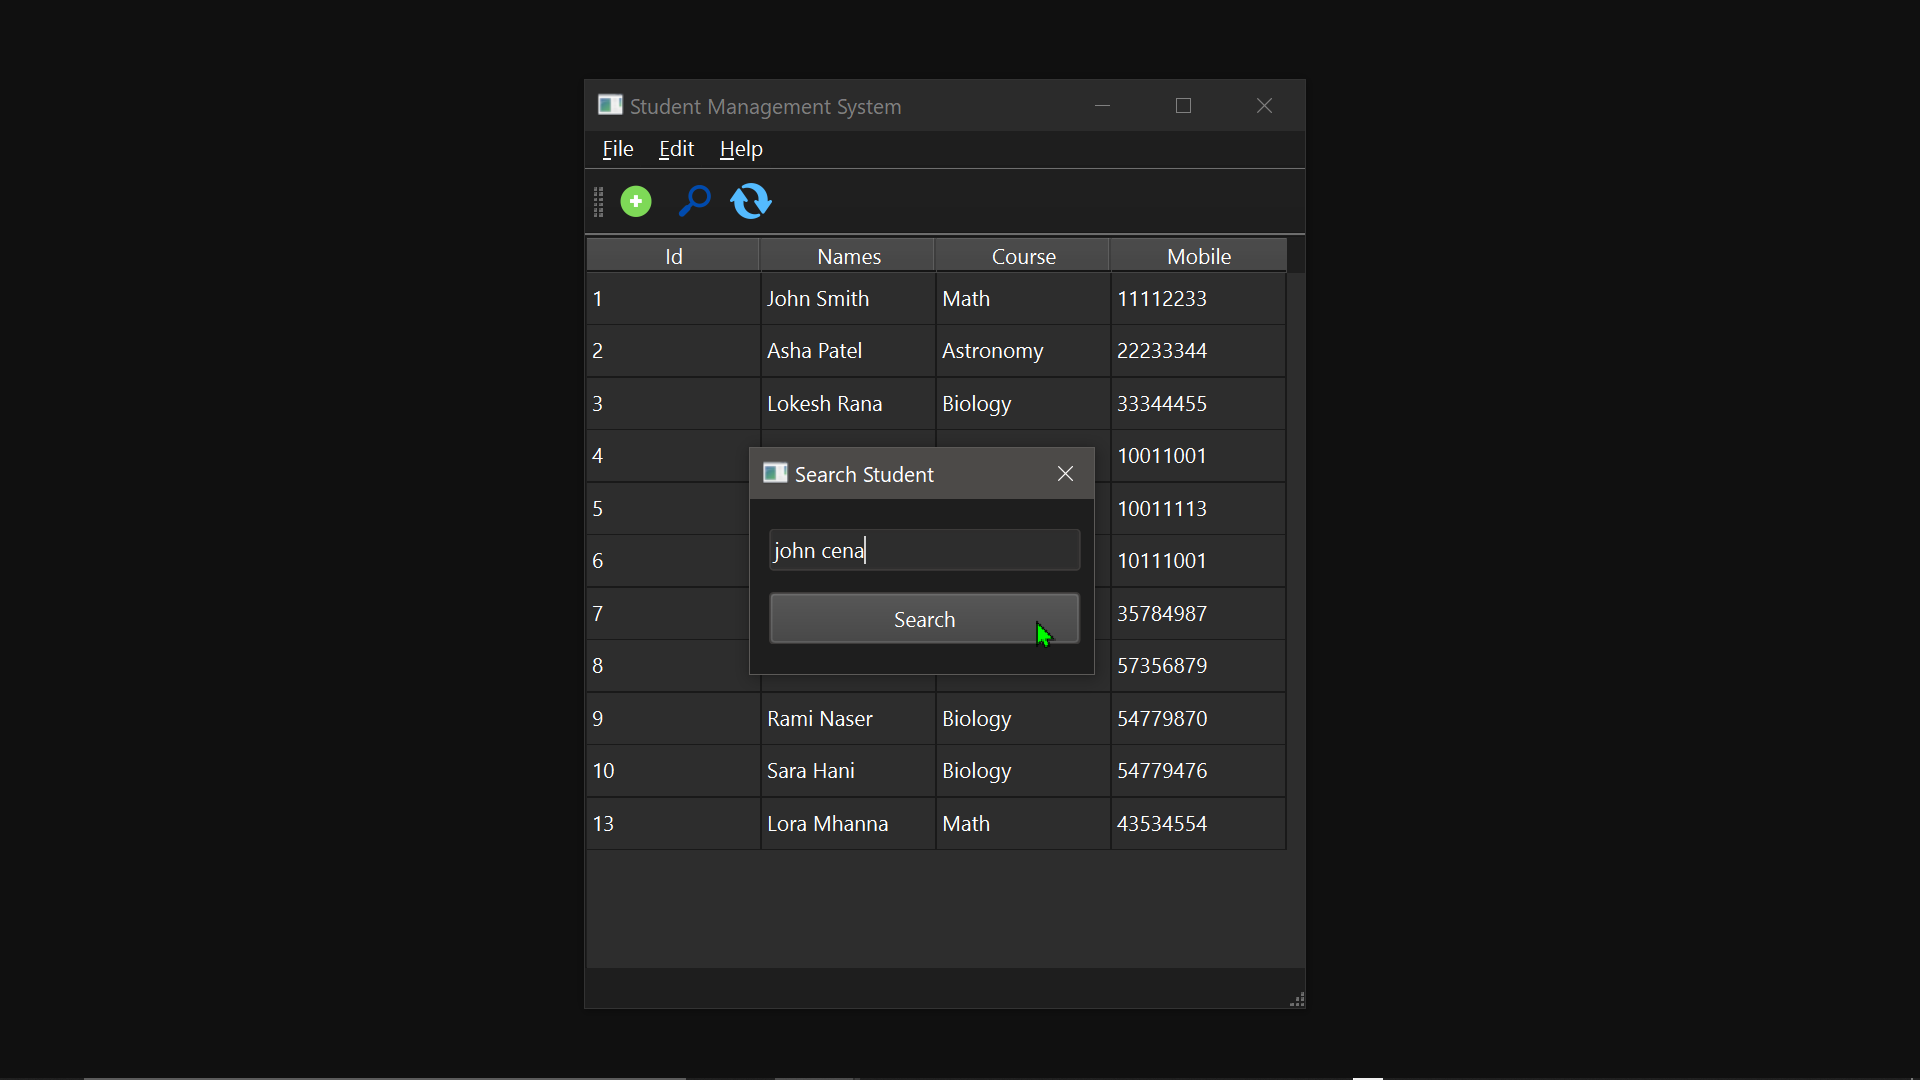 Student Management System
File Edit Help
Id Names Course Mobile
1 John Smith Math 11112233
2 Asha Patel Astronomy 22233344
3 Lokesh Rana Biology 33344455
4 10011001
Search Student
5 10011113
john cena
6 10111001
7 35784987
Search
8 57356879
9 Rami Naser Biology 54779870
10 Sara Hani Biology 54779476
13 Lora Mhanna Math 43534554